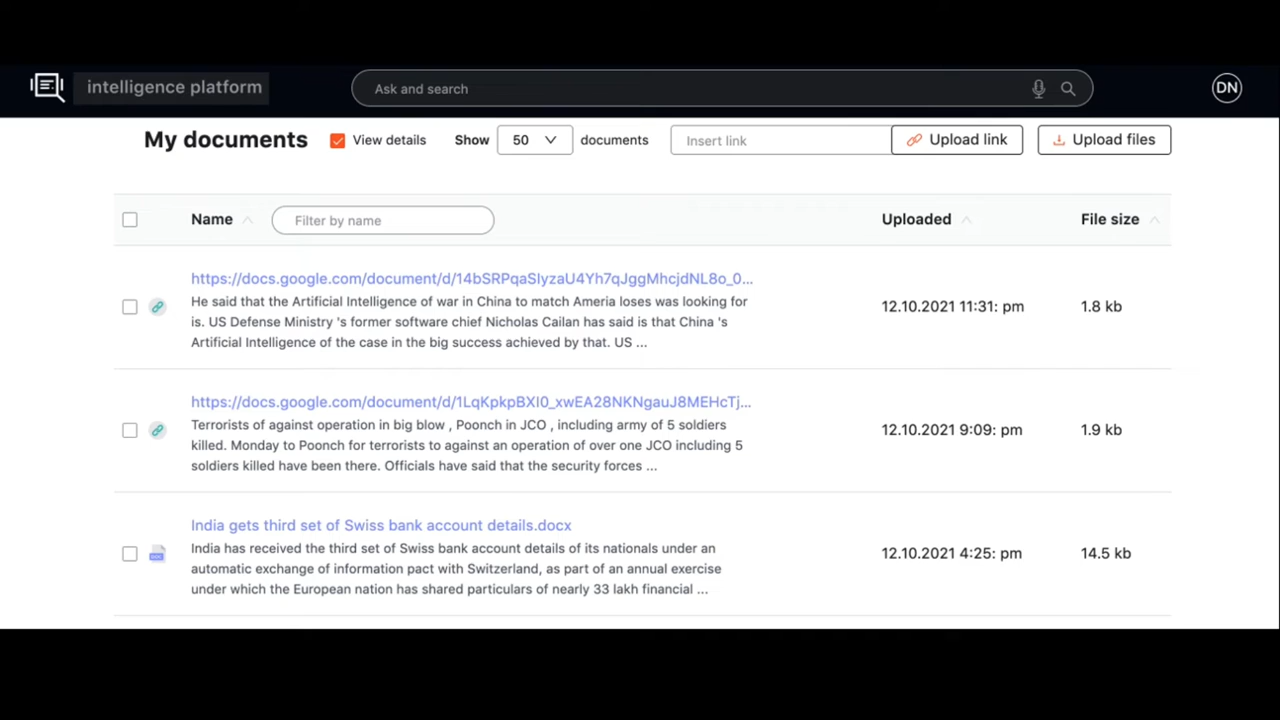 intelligence platform
Ask and search
DN
My documents
View details
Show 50 documents
Insert link
Upload link
Upload files
Name
Filter by name
Uploaded
File size
https://docs.google.com/document/d/14bSRPqaSIyzaU4Yh7qJggMhcjdNL8o_0...
He said that the Artificial Intelligence of war in China to match Ameria loses was looking for
is. US Defense Ministry 's former software chief Nicholas Cailan has said is that China 's
Artificial Intelligence of the case in the big success achieved by that. US ...
12.10.2021 11:31: pm
1.8 kb
https://docs.google.com/document/d/1LqKpkpBXI0_xwEA28NKNgauJ8MEHcTj...
Terrorists of against operation in big blow , Poonch in JCO , including army of 5 soldiers
killed. Monday to Poonch for terrorists to against an operation of over one JCO including 5
soldiers killed have been there. Officials have said that the security forces ...
12.10.2021 9:09: pm
1.9 kb
India gets third set of Swiss bank account details.docx
India has received the third set of Swiss bank account details of its nationals under an
automatic exchange of information pact with Switzerland, as part of an annual exercise
under which the European nation has shared particulars of nearly 33 lakh financial ...
12.10.2021 4:25: pm
14.5 kb